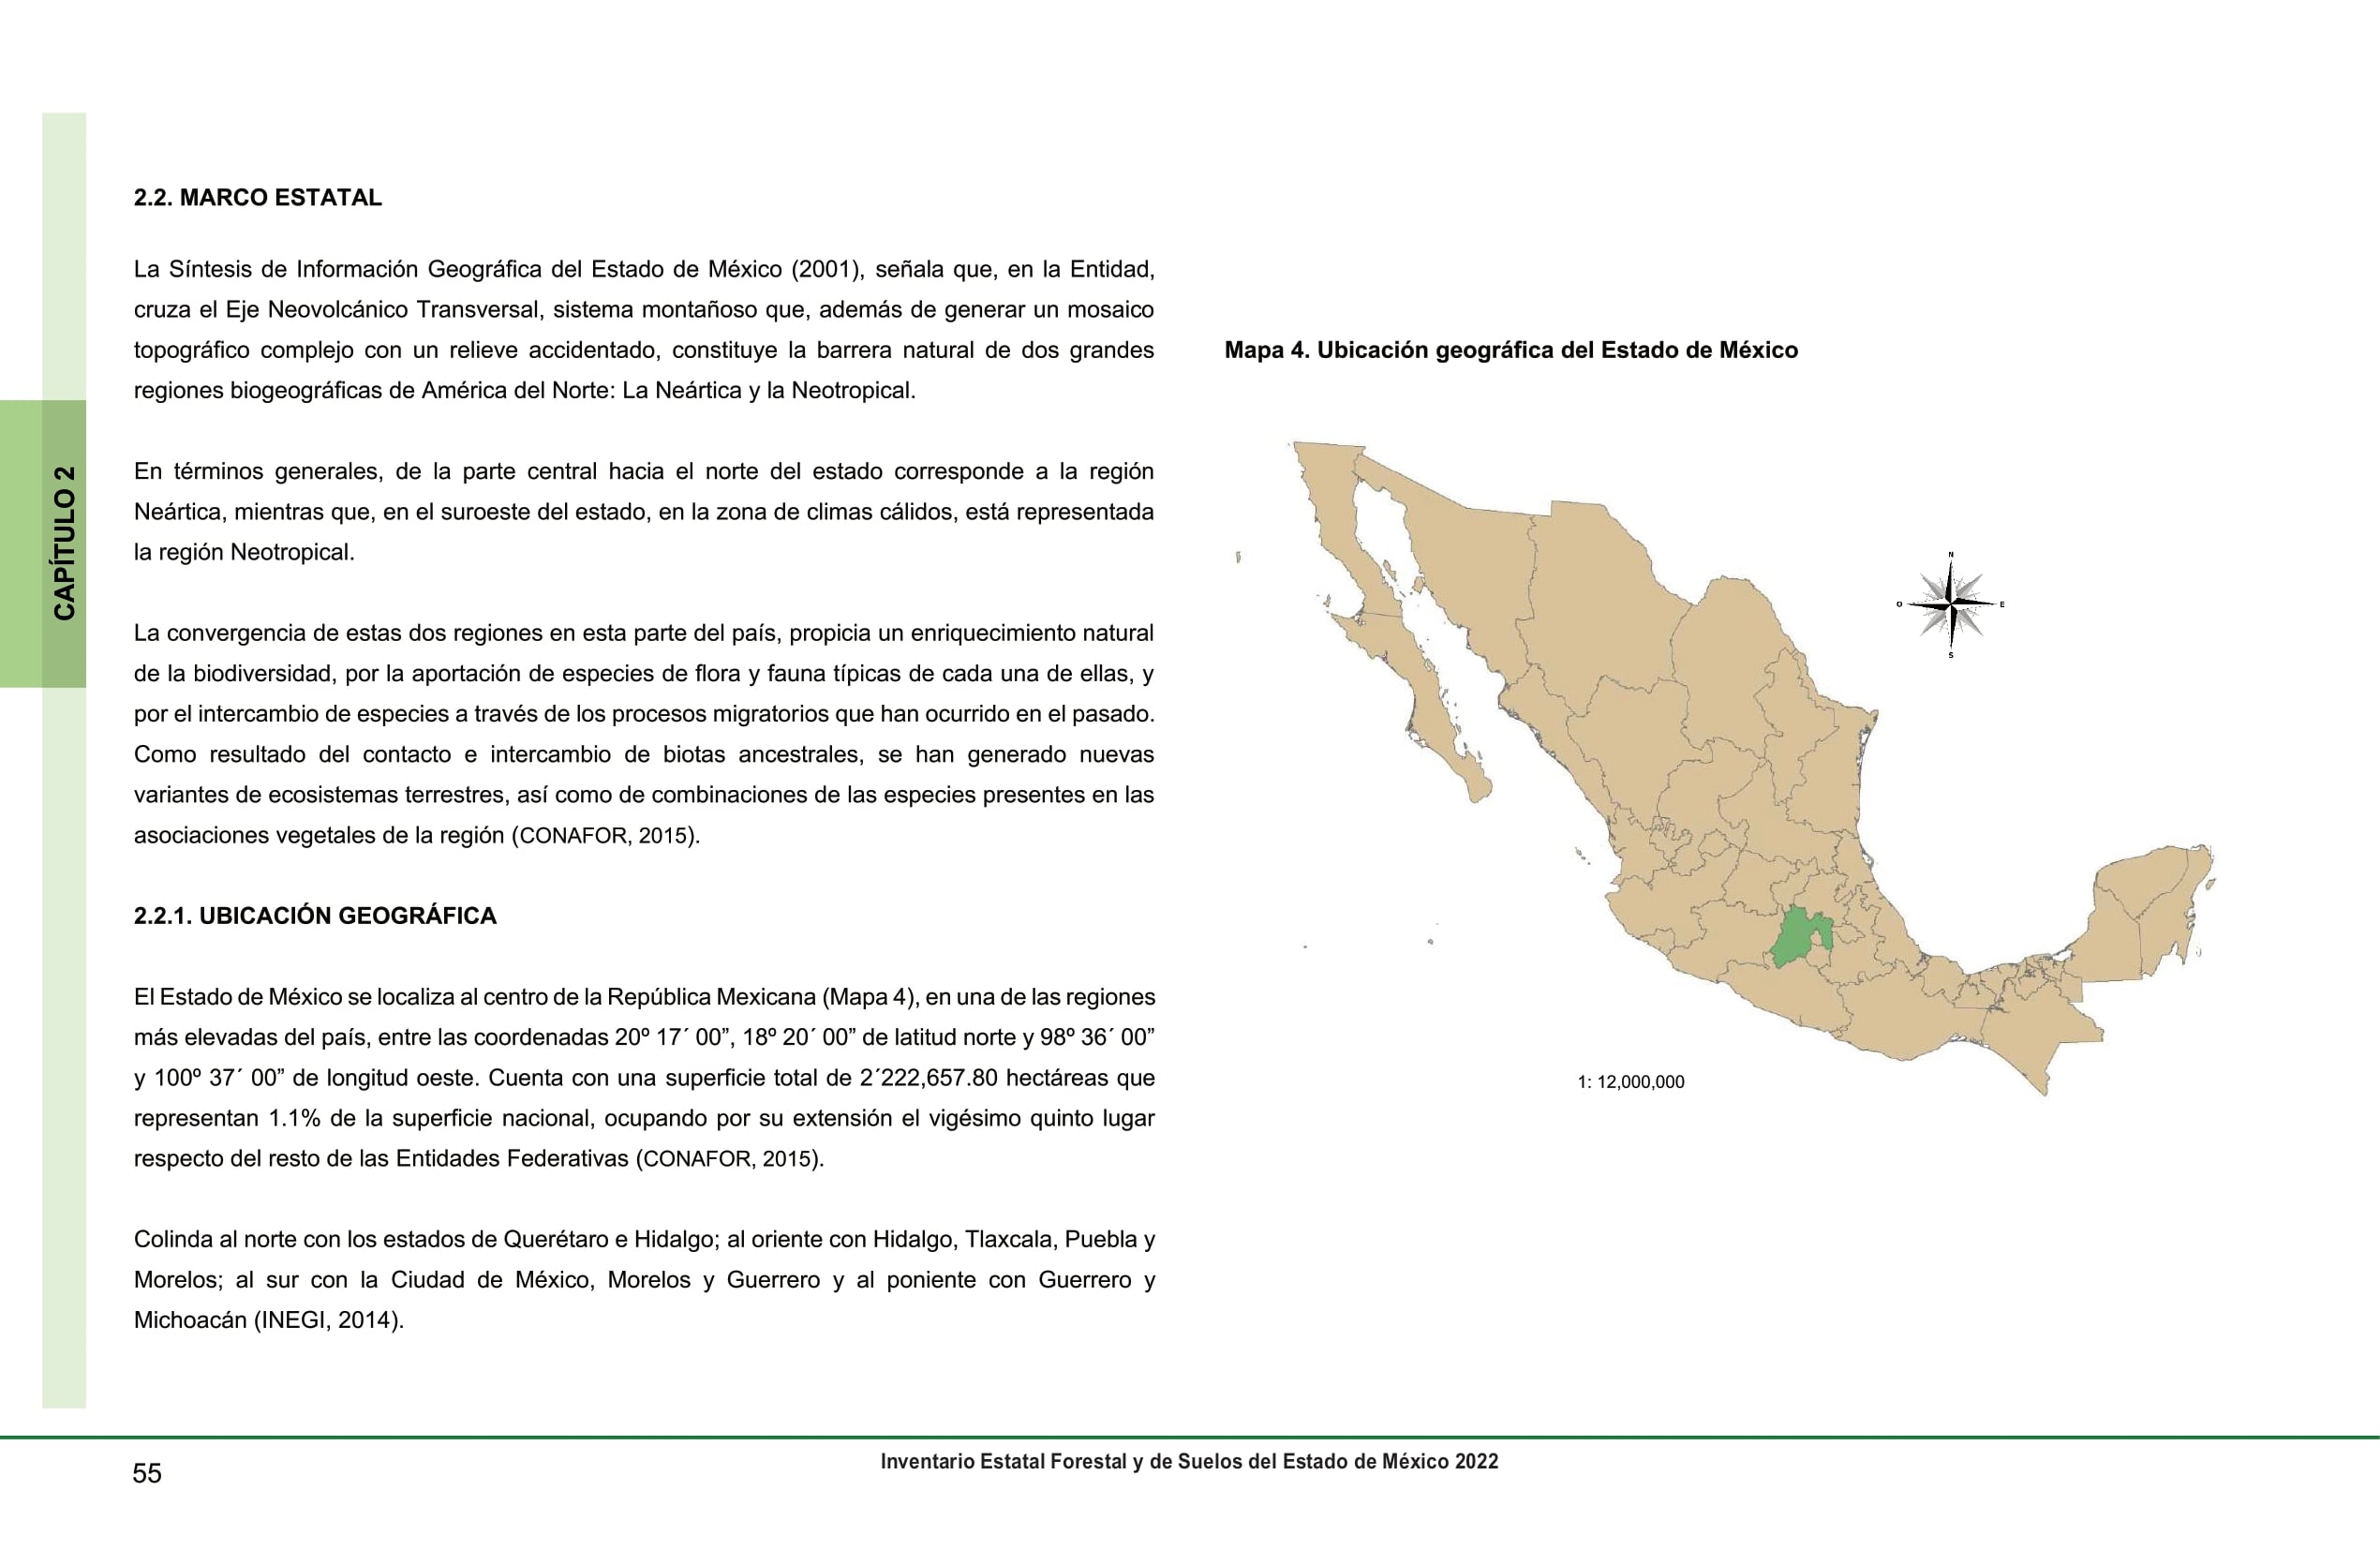 2.2. MARCO ESTATAL
La Síntesis de Información Geográfica del Estado de México (2001), señala que, en la Entidad,
cruza el Eje Neovolcánico Transversal, sistema montañoso que, además de generar un mosaico
topográfico complejo con un relieve accidentado, constituye la barrera natural de dos grandes
regiones biogeográficas de América del Norte: La Neártica y la Neotropical.
En términos generales, de la parte central hacia el norte del estado corresponde a la región
Neártica, mientras que, en el suroeste del estado, en la zona de climas cálidos, está representada
la región Neotropical.
La convergencia de estas dos regiones en esta parte del país, propicia un enriquecimiento natural
de la biodiversidad, por la aportación de especies de flora y fauna típicas de cada una de ellas, y
por el intercambio de especies a través de los procesos migratorios que han ocurrido en el pasado.
Como resultado del contacto e intercambio de biotas ancestrales, se han generado nuevas
variantes de ecosistemas terrestres, así como de combinaciones de las especies presentes en las
asociaciones vegetales de la región (CONAFOR, 2015).
2.2.1. UBICACIÓN GEOGRÁFICA
El Estado de México se localiza al centro de la República Mexicana (Mapa 4), en una de las regiones
más elevadas del país, entre las coordenadas 20º 17´ 00”, 18º 20´ 00” de latitud norte y 98º 36´ 00”
y 100º 37´ 00” de longitud oeste. Cuenta con una superficie total de 2´222,657.80 hectáreas que
representan 1.1% de la superficie nacional, ocupando por su extensión el vigésimo quinto lugar
respecto del resto de las Entidades Federativas (CONAFOR, 2015).
Colinda al norte con los estados de Querétaro e Hidalgo; al oriente con Hidalgo, Tlaxcala, Puebla y
Morelos; al sur con la Ciudad de México, Morelos y Guerrero y al poniente con Guerrero y
Michoacán (INEGI, 2014).
Mapa 4. Ubicación geográfica del Estado de México
N
O
E
S
1: 12,000,000
CAPÍTULO 2
55
Inventario Estatal Forestal y de Suelos del Estado de México 2022